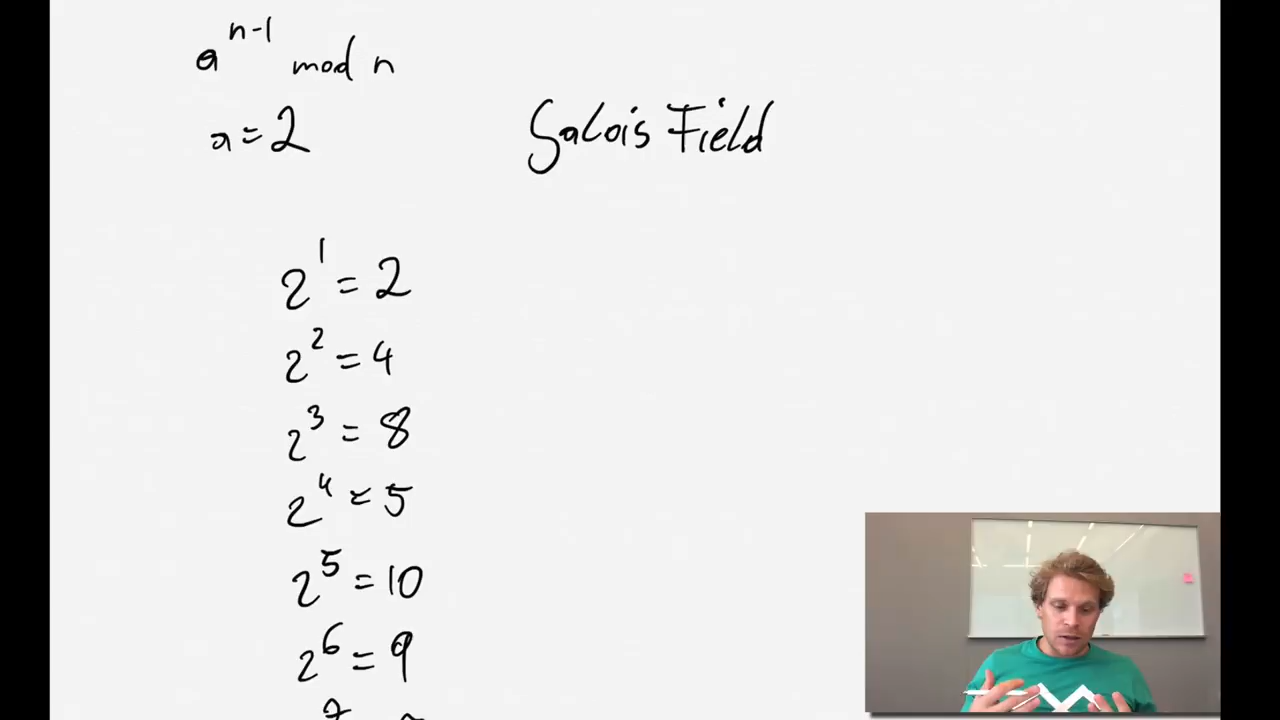 a^{n-1} mod n
a = 2
Galois Field
2^1 = 2
2^2 = 4
2^3 = 8
2^4 = 5
2^5 = 10
2^6 = 9
7